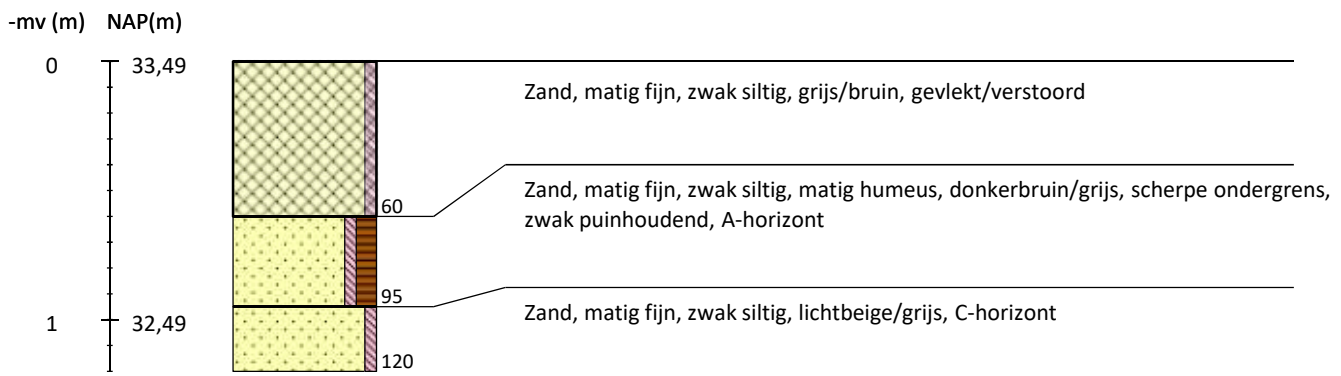 -mv (m) NAP(m)
0 33,49
Zand, matig fijn, zwak siltig, grijs/bruin, gevlekt/verstoord
60
Zand, matig fijn, zwak siltig, matig humeus, donkerbruin/grijs, scherpe ondergrens,
zwak puinhoudend, A-horizont
95
1 32,49
Zand, matig fijn, zwak siltig, lichtbeige/grijs, C-horizont
120